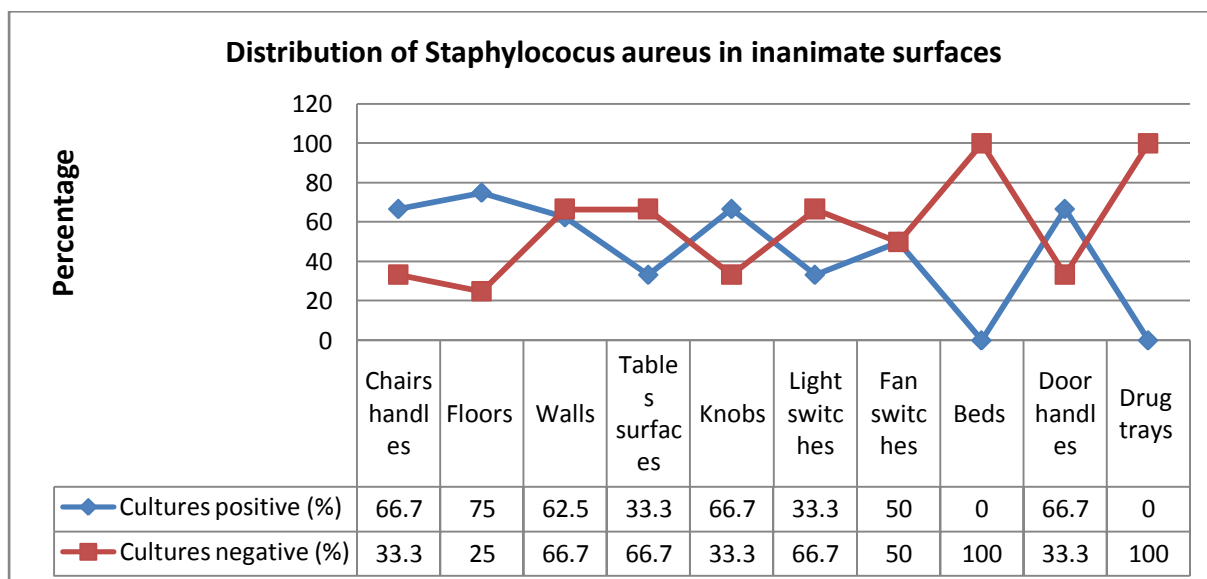 Distribution of Staphylococus aureus in inanimate surfaces
Percentage
120
100
80
60
40
20
0
Chairs
handl
es
Floors
Walls
Table
s
surfac
es
Knobs
Light
switc
hes
Fan
switc
hes
Beds
Door
handl
es
Drug
trays
Cultures positive (%) 66.7 75 62.5 33.3 66.7 33.3 50 0 66.7 0
Cultures negative (%) 33.3 25 66.7 66.7 33.3 66.7 50 100 33.3 100